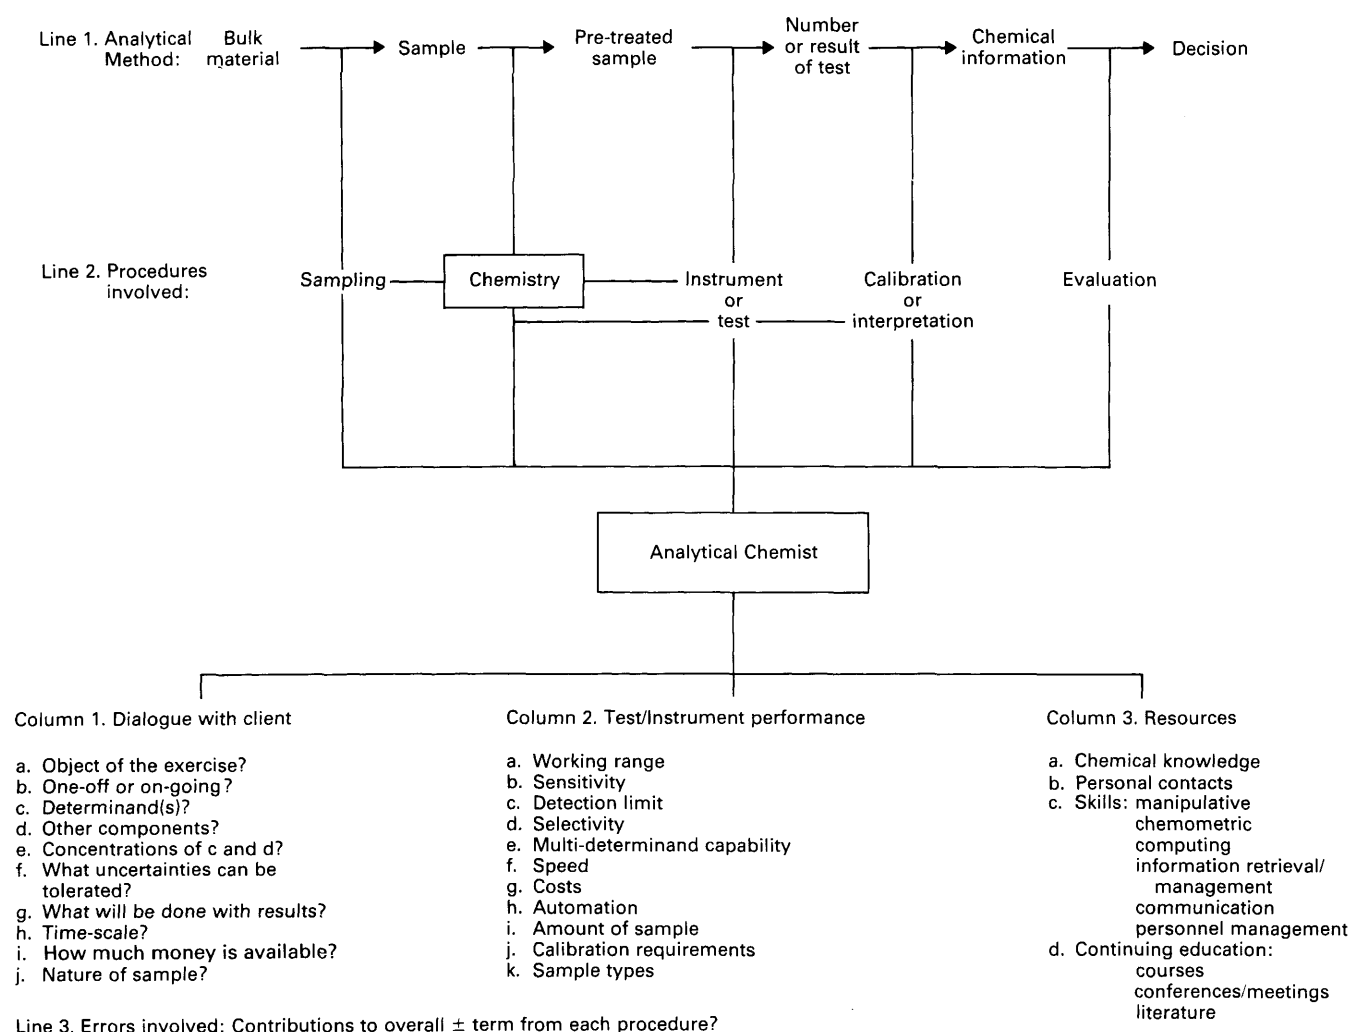 Line 1. Analytical Method: Bulk material Sample Pre-treated sample Number or result of test Chemical information Decision
Line 2. Procedures involved: Sampling Chemistry Instrument or test Calibration or interpretation Evaluation
Analytical Chemist
Column 1. Dialogue with client
a. Object of the exercise?
b. One-off or on-going?
c. Determinand(s)?
d. Other components?
e. Concentrations of c and d?
f. What uncertainties can be
tolerated?
g. What will be done with results?
h. Time-scale?
i. How much money is available?
j. Nature of sample?
Column 2. Test/Instrument performance
a. Working range
b. Sensitivity
c. Detection limit
d. Selectivity
e. Multi-determinand capability
f. Speed
g. Costs
h. Automation
i. Amount of sample
j. Calibration requirements
k. Sample types
Column 3. Resources
a. Chemical knowledge
b. Personal contacts
c. Skills: manipulative
chemometric
computing
information retrieval/
management
communication
personnel management
d. Continuing education:
courses
conferences/meetings
literature
Line 3. Errors involved: Contributions to overall ± term from each procedure?